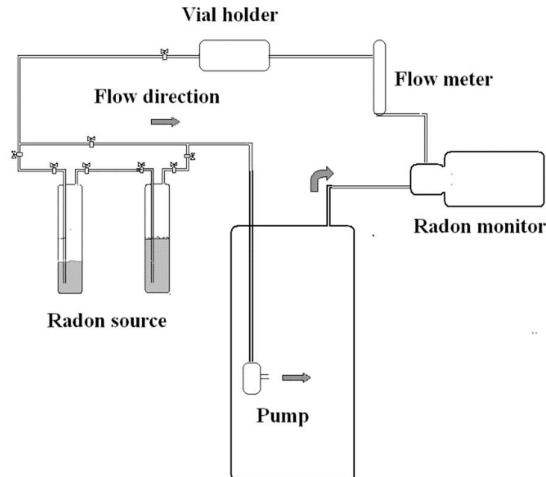 Vial holder
Flow direction
Flow meter
Radon monitor
Radon source
Pump